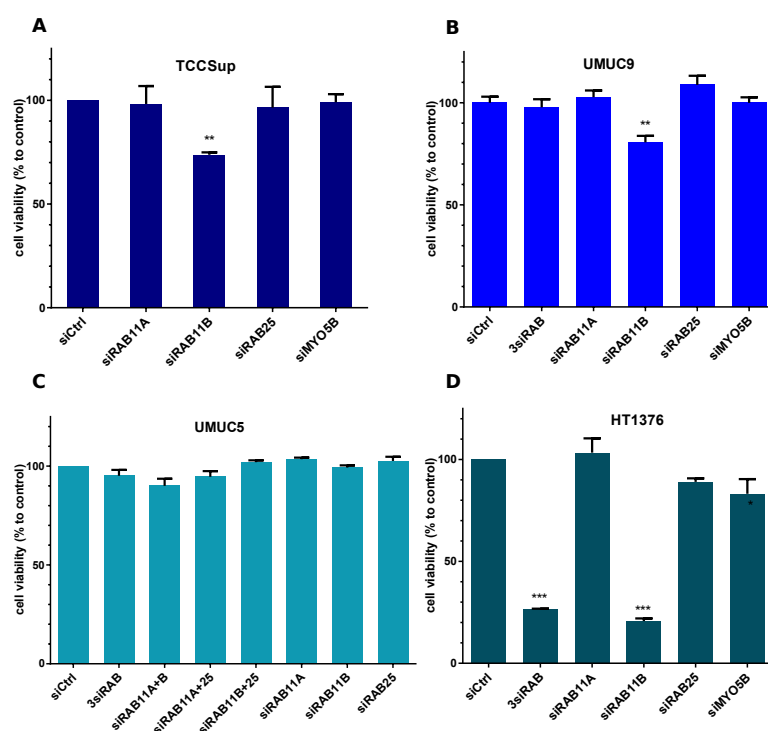 A
TCCSup
cell viability (% to control)
100
50
0
**
siCtrl
siRAB11A
siRAB11B
siRAB25
siMYO5B
B
UMUC9
cell viability (% to control)
100
50
0
**
siCtrl
3siRAB
siRAB11A
siRAB11B
siRAB25
siMYO5B
C
UMUC5
cell viability (% to control)
100
50
0
siCtrl
3siRAB
siRAB11A+B
siRAB11A+25
siRAB11B+25
siRAB11A
siRAB11B
siRAB25
D
HT1376
cell viability (% to control)
100
50
0
***
***
*
siCtrl
3siRAB
siRAB11A
siRAB11B
siRAB25
siMYO5B